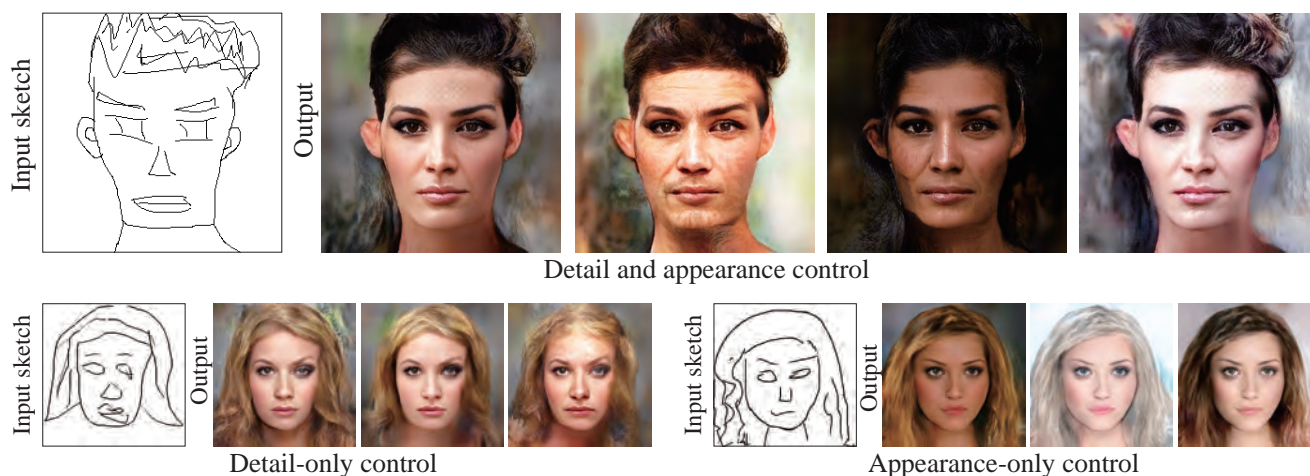 Input sketch
Output
Detail and appearance control
Input sketch
Output
Input sketch
Output
Detail-only control
Appearance-only control